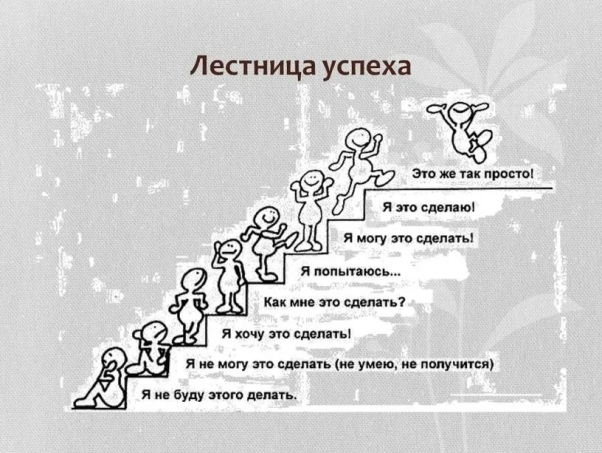 Лестница успеха
Это же так просто!
Я это сделаю!
Я могу это сделать!
Я попытаюсь...
Как мне это сделать?
Я хочу это сделать!
Я не могу это сделать (не умею, не получится)
Я не буду этого делать.